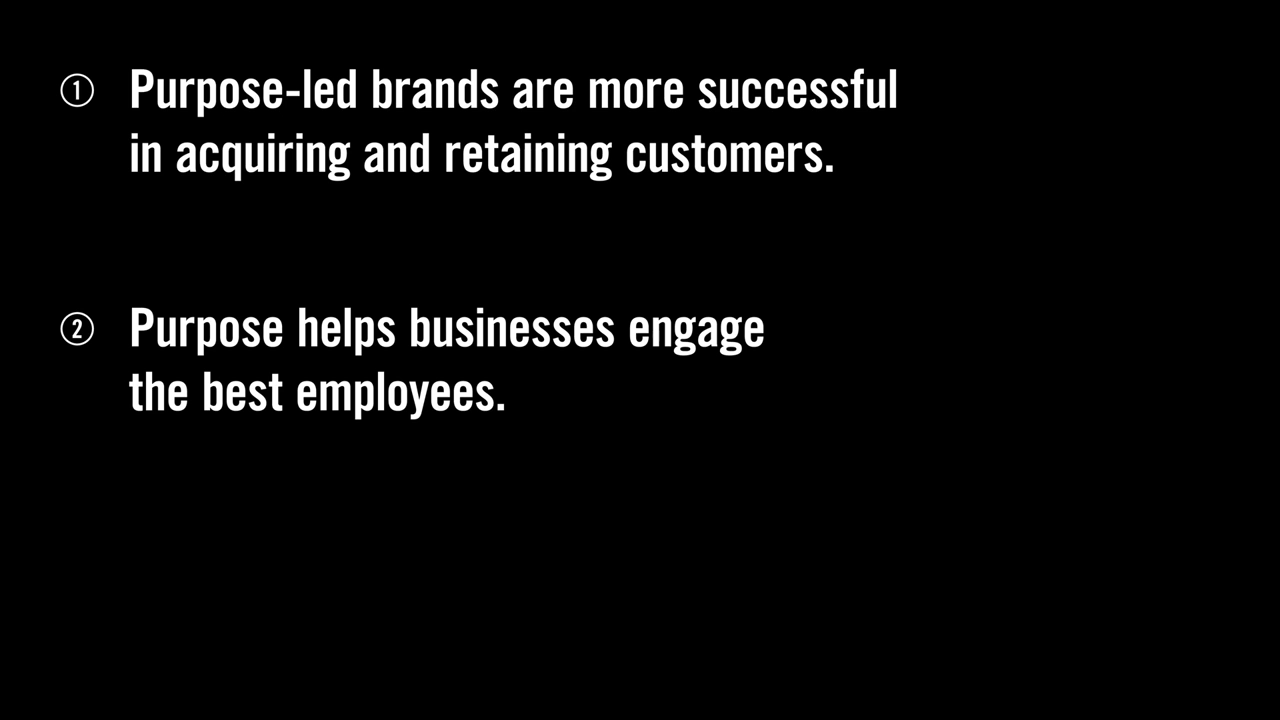 ① Purpose-led brands are more successful
in acquiring and retaining customers.
② Purpose helps businesses engage
the best employees.